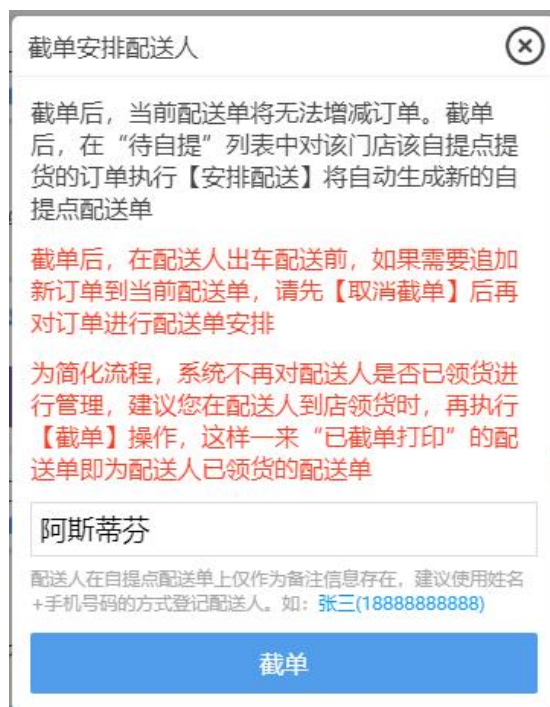 截单安排配送人
截单后，当前配送单将无法增减订单。截单
后，在“待自提”列表中对该门店该自提点提
货的订单执行【安排配送】将自动生成新的自
提点配送单
截单后，在配送人出车配送前，如果需要追加
新订单到当前配送单，请先【取消截单】后再
对订单进行配送单安排
为简化流程，系统不再对配送人是否已领货进
行管理，建议您在配送人到店领货时，再执行
【截单】操作，这样一来“已截单打印”的配
送单即为配送人已领货的配送单
阿斯蒂芬
配送人在自提点配送单上仅作为备注信息存在，建议使用姓名
+手机号码的方式登记配送人。如：张三(18888888888)
截单